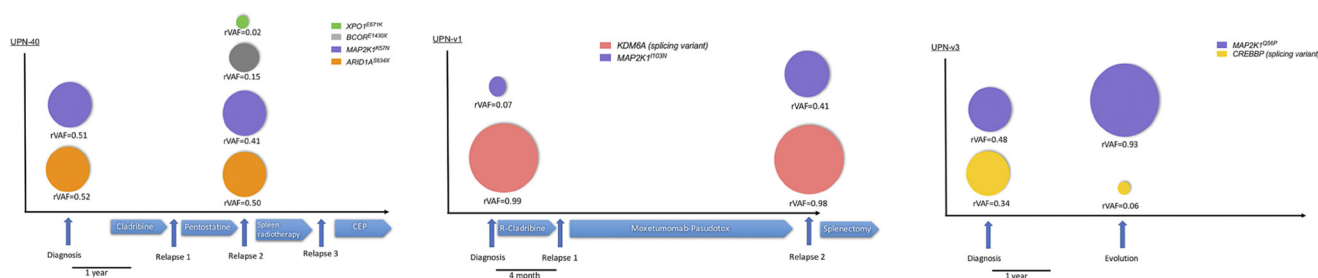 UPN-40
XPO1E571K
BCORE1430X
MAP2K1K57N
ARID1AS634X
rVAF=0.02
rVAF=0.15
rVAF=0.51
rVAF=0.41
rVAF=0.52
rVAF=0.50
Cladribine
Pentostatine
Spleen radiotherapy
CEP
Diagnosis
Relapse 1
Relapse 2
Relapse 3
1 year
UPN-v1
KDM6A (splicing variant)
MAP2K1I103N
rVAF=0.07
rVAF=0.41
rVAF=0.99
rVAF=0.98
R-Cladribine
Moxetumomab-Pasudotox
Splenectomy
Diagnosis
Relapse 1
Relapse 2
4 month
UPN-v3
MAP2K1Q56P
CREBBP (splicing variant)
rVAF=0.48
rVAF=0.93
rVAF=0.34
rVAF=0.06
Diagnosis
Evolution
1 year